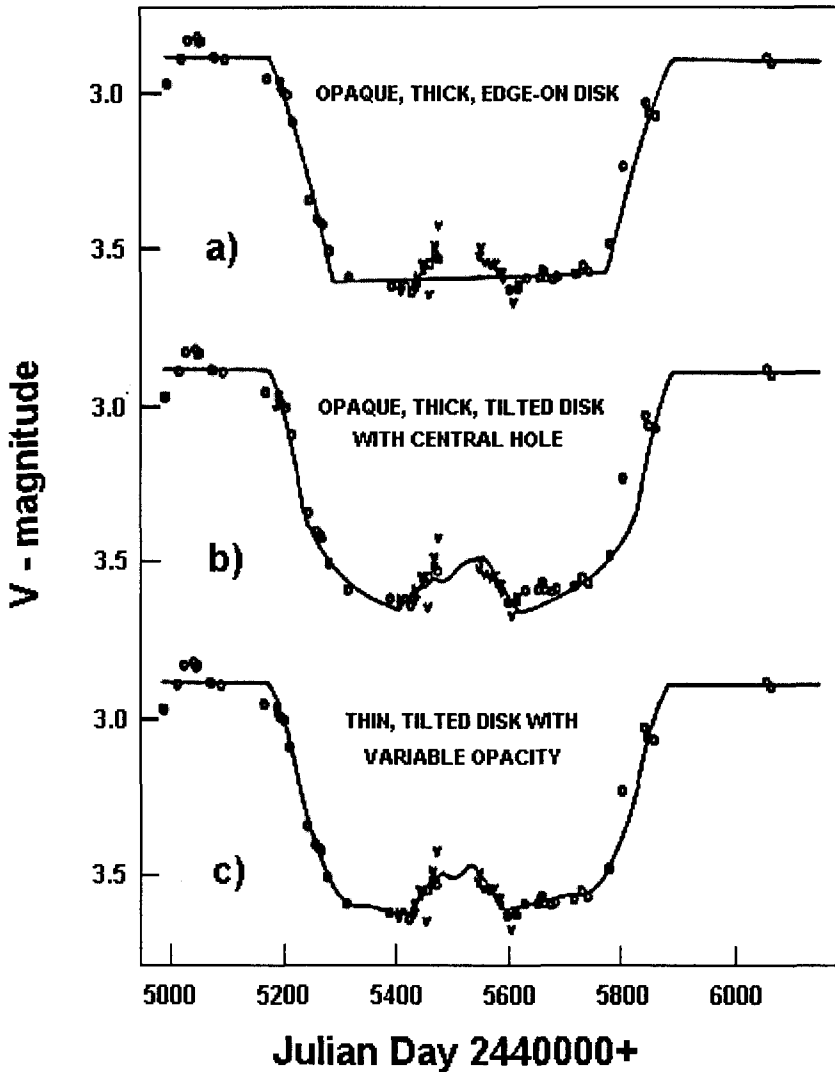 OPAQUE, THICK, EDGE-ON DISK
3.0
a)
3.5
OPAQUE, THICK, TILTED DISK
WITH CENTRAL HOLE
3.0
b)
3.5
V - magnitude
THIN, TILTED DISK WITH
VARIABLE OPACITY
3.0
c)
3.5
5000 5200 5400 5600 5800 6000
Julian Day 2440000+